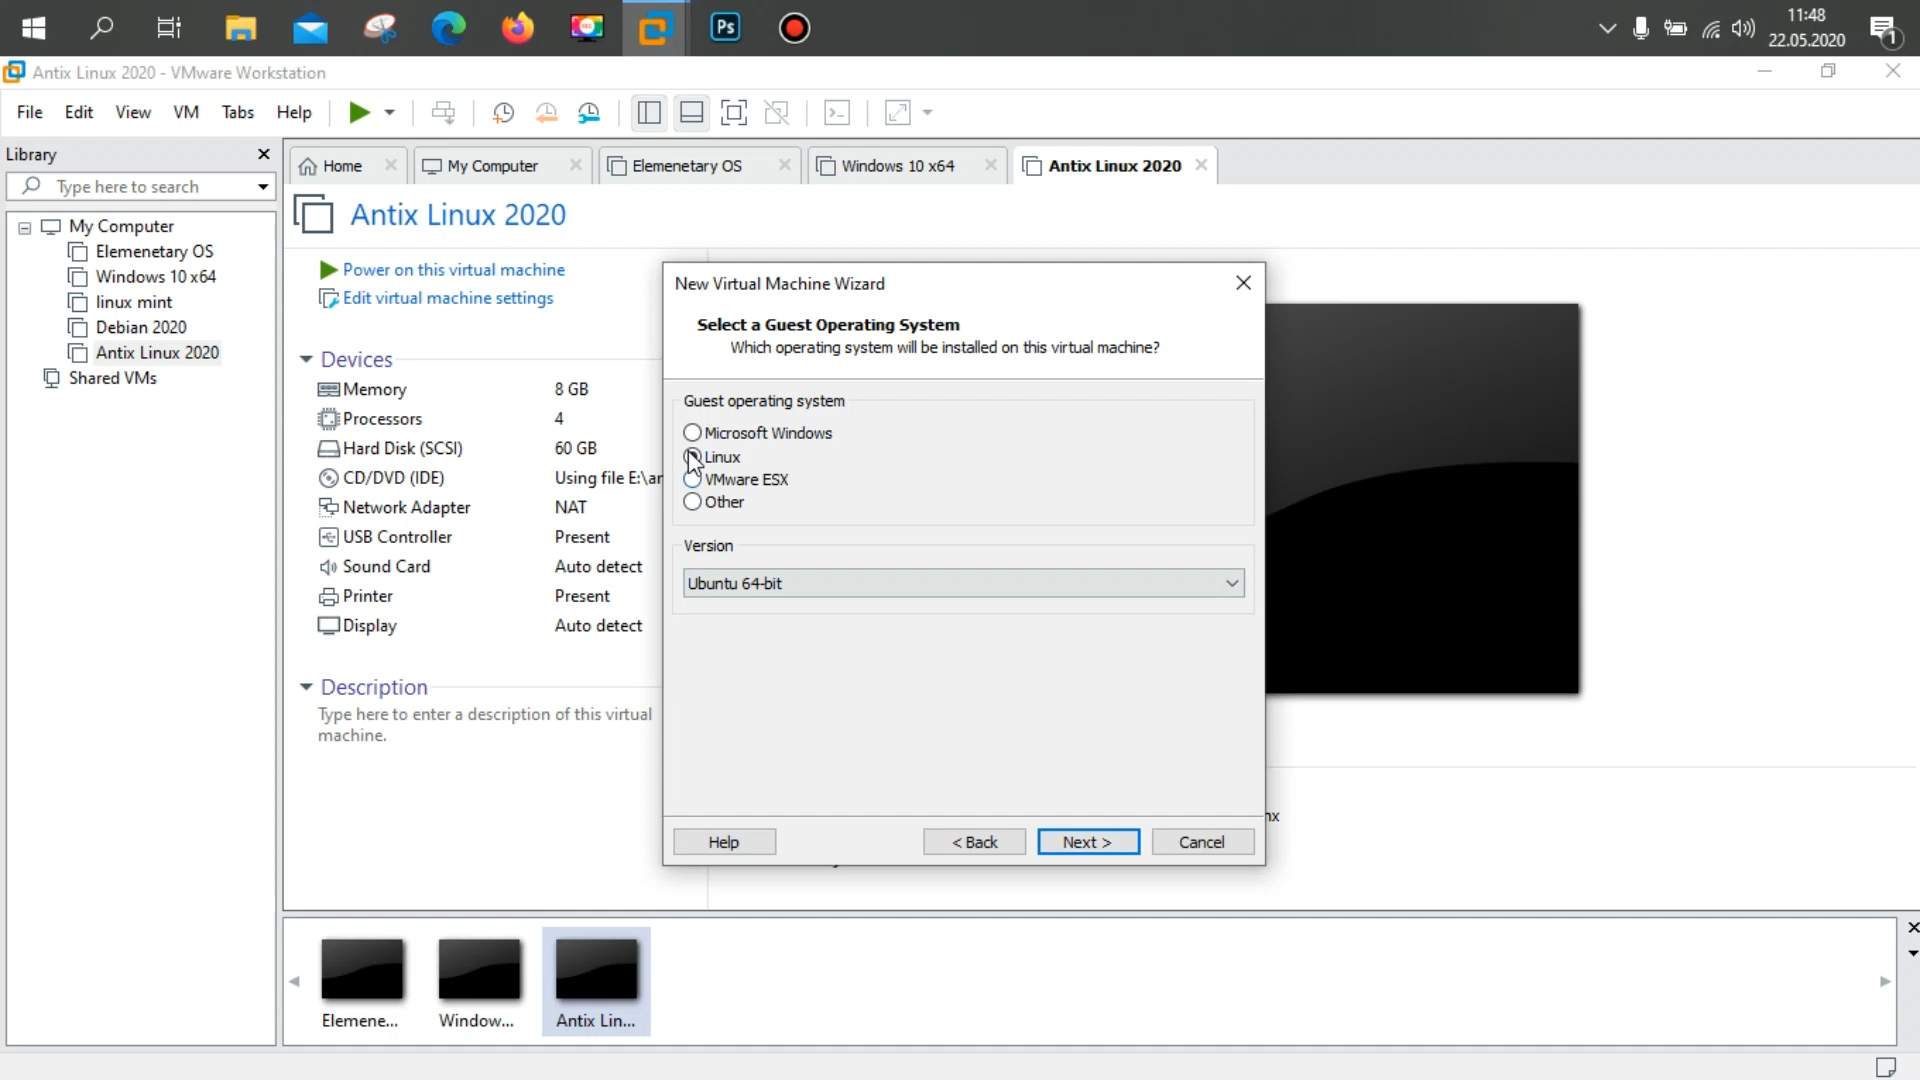 Ps
11:48
22.05.2020
1
Antix Linux 2020 - VMware Workstation
File Edit View VM Tabs Help
Library
Type here to search
My Computer
Elemenetary OS
Windows 10 x64
linux mint
Debian 2020
Antix Linux 2020
Shared VMs
Home
My Computer
Elemenetary OS
Windows 10 x64
Antix Linux 2020
Antix Linux 2020
Power on this virtual machine
Edit virtual machine settings
Devices
Memory 8 GB
Processors 4
Hard Disk (SCSI) 60 GB
CD/DVD (IDE) Using file E:\ar
Network Adapter NAT
USB Controller Present
Sound Card Auto detect
Printer Present
Display Auto detect
Description
Type here to enter a description of this virtual
machine.
New Virtual Machine Wizard
Select a Guest Operating System
Which operating system will be installed on this virtual machine?
Guest operating system
Microsoft Windows
Linux
VMware ESX
Other
Version
Ubuntu 64-bit
Help
< Back
Next >
Cancel
Elemene...
Window...
Antix Lin...